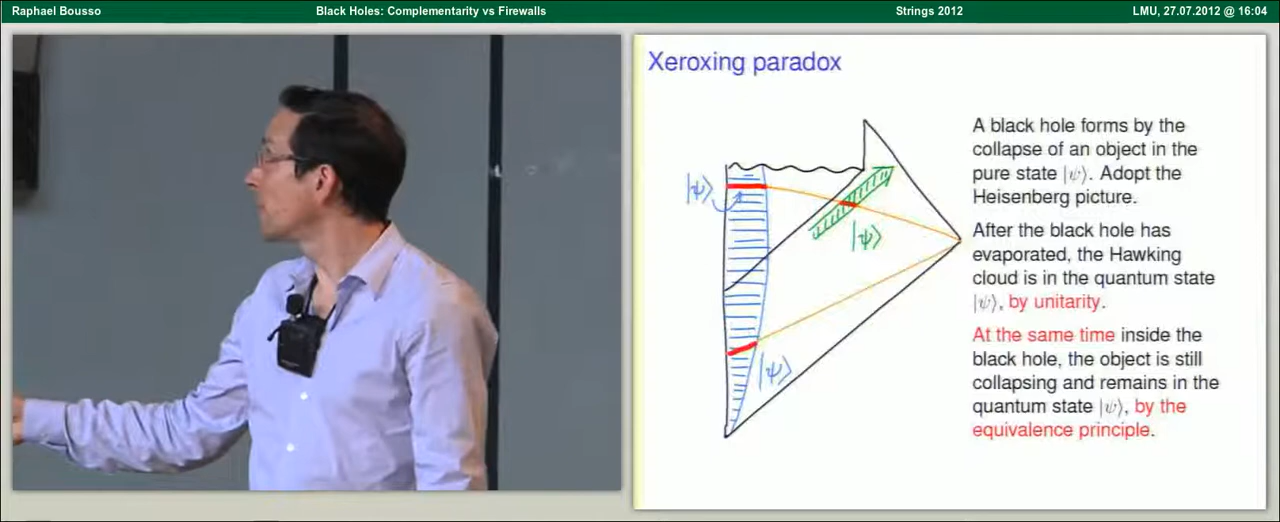 Raphael Bousso Black Holes: Complementarity vs Firewalls Strings 2012 LMU, 27.07.2012 @ 16:04
Xeroxing paradox
A black hole forms by the
collapse of an object in the
pure state |ψ⟩. Adopt the
Heisenberg picture.
After the black hole has
evaporated, the Hawking
cloud is in the quantum state
|ψ⟩, by unitarity.
At the same time inside the
black hole, the object is still
collapsing and remains in the
quantum state |ψ⟩, by the
equivalence principle.
|ψ⟩
|ψ⟩
|ψ⟩